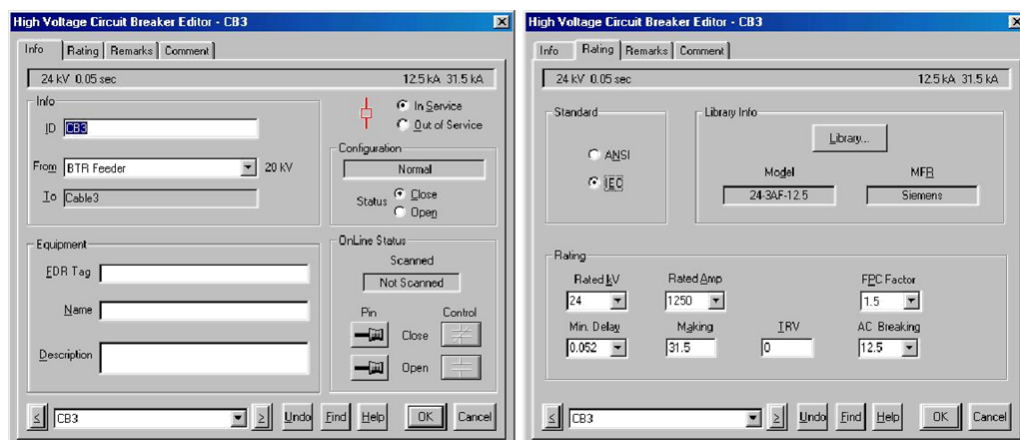 High Voltage Circuit Breaker Editor - CB3
Info Rating Remarks Comment
24 kV 0.05 sec 12.5 kA 31.5 kA
Info
ID CB3
From BTR Feeder 20 kV
To Cable3
In Service
Out of Service
Configuration
Normal
Status Close
Open
Equipment
FDR Tag
Name
Description
OnLine Status
Scanned
Not Scanned
Pin Control
Close
Open
< CB3 > Undo Find Help OK Cancel
High Voltage Circuit Breaker Editor - CB3
Info Rating Remarks Comment
24 kV 0.05 sec 12.5 kA 31.5 kA
Standard
ANSI
IEC
Library Info
Library...
Model MFR
24-3AF-12.5 Siemens
Rating
Rated kV Rated Amp FPC Factor
24 1250 1.5
Min. Delay Making TRV AC Breaking
0.052 31.5 0 12.5
< CB3 > Undo Find Help OK Cancel